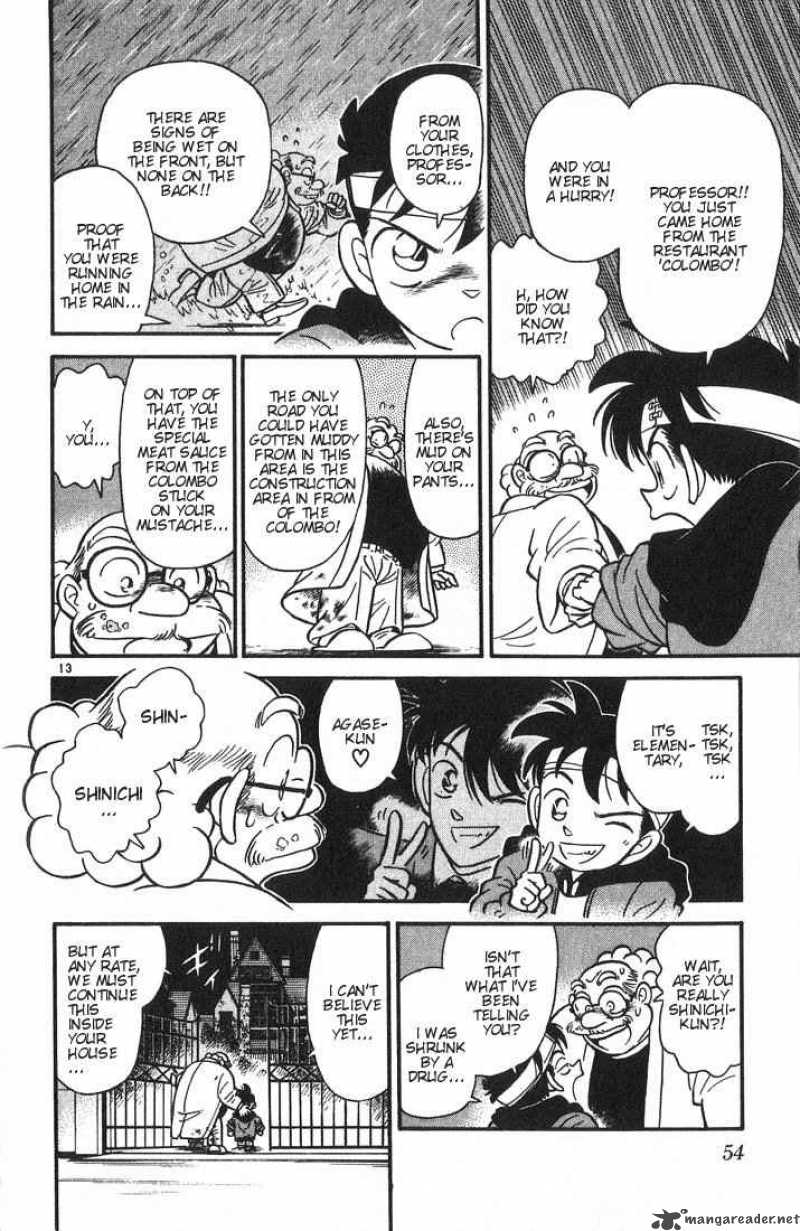 PROFESSOR!!
YOU JUST
CAME HOME
FROM THE
RESTAURANT
'COLOMBO'!
AND YOU
WERE IN
A HURRY!
H, HOW
DID YOU
KNOW
THAT?!
FROM
YOUR
CLOTHES,
PROFES-
SOR...
THERE ARE
SIGNS OF
BEING WET ON
THE FRONT, BUT
NONE ON THE
BACK!!
PROOF
THAT
YOU WERE
RUNNING
HOME IN
THE RAIN...
ALSO,
THERE'S
MUD ON
YOUR
PANTS...
THE ONLY
ROAD YOU
COULD HAVE
GOTTEN MUDDY
FROM IN THIS
AREA IS THE
CONSTRUCTION
AREA IN FROM
OF THE
COLOMBO!
ON TOP OF
THAT, YOU
HAVE THE
SPECIAL
MEAT SAUCE
FROM THE
COLOMBO
STUCK
ON YOUR
MUSTACHE...
Y,
YOU...
13
TSK,
TSK,
TSK
...
IT'S
ELEMEN-
TARY,
AGASE-
KUN
♡
SHIN-
SHINICHI
...
WAIT,
ARE YOU
REALLY
SHINICHI-
KUN?!
ISN'T
THAT
WHAT I'VE
BEEN
TELLING
YOU?
I WAS
SHRUNK
BY A
DRUG...
I CAN'T
BELIEVE
THIS
YET...
BUT AT
ANY RATE,
WE MUST
CONTINUE
THIS
INSIDE
YOUR
HOUSE
...
54
mangareader.net